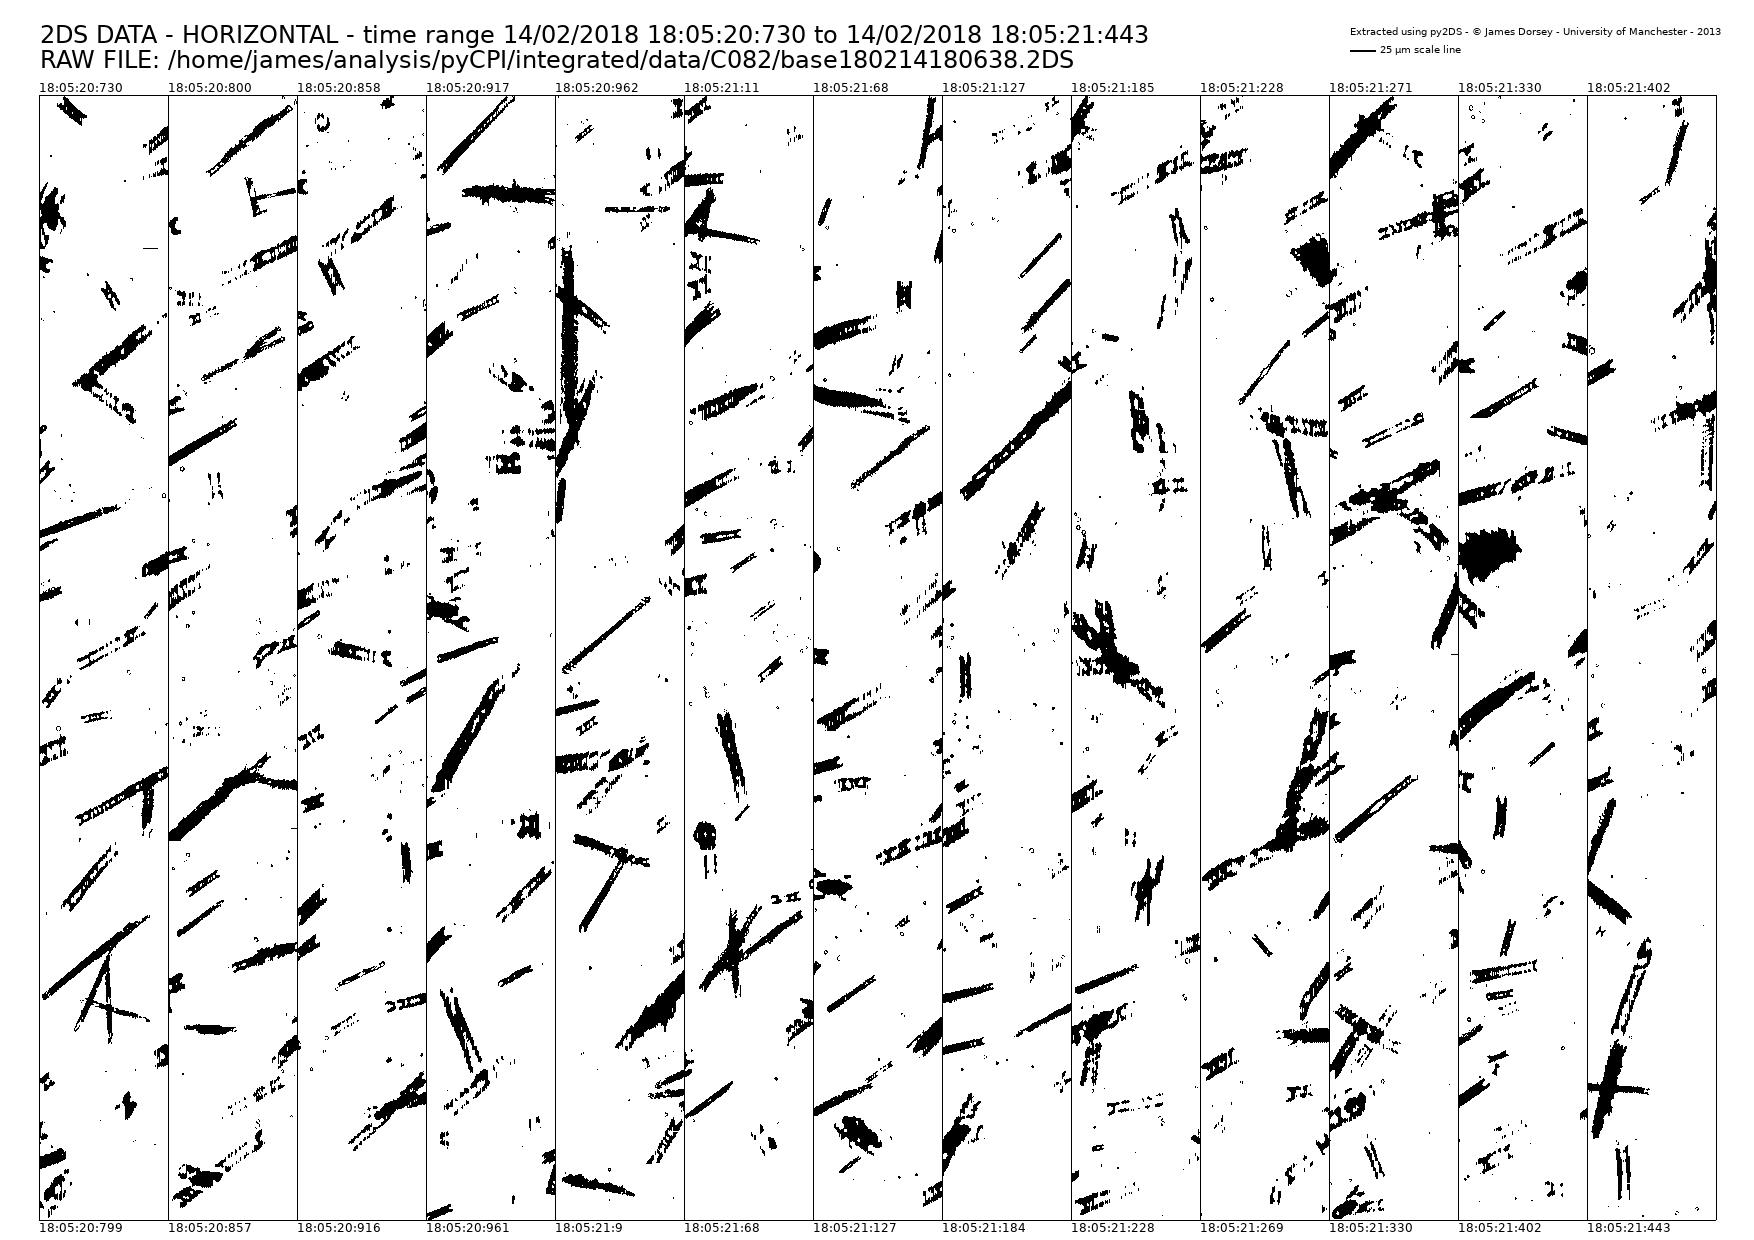 2DS DATA - HORIZONTAL - time range 14/02/2018 18:05:20:730 to 14/02/2018 18:05:21:443
RAW FILE: /home/james/analysis/pyCPI/integrated/data/C082/base180214180638.2DS
Extracted using py2DS - © James Dorsey - University of Manchester - 2013
25 µm scale line
18:05:20:730 18:05:20:800 18:05:20:858 18:05:20:917 18:05:20:962 18:05:21:11 18:05:21:68 18:05:21:127 18:05:21:185 18:05:21:228 18:05:21:271 18:05:21:330 18:05:21:402
18:05:20:799 18:05:20:857 18:05:20:916 18:05:20:961 18:05:21:9 18:05:21:68 18:05:21:127 18:05:21:184 18:05:21:228 18:05:21:269 18:05:21:330 18:05:21:402 18:05:21:443